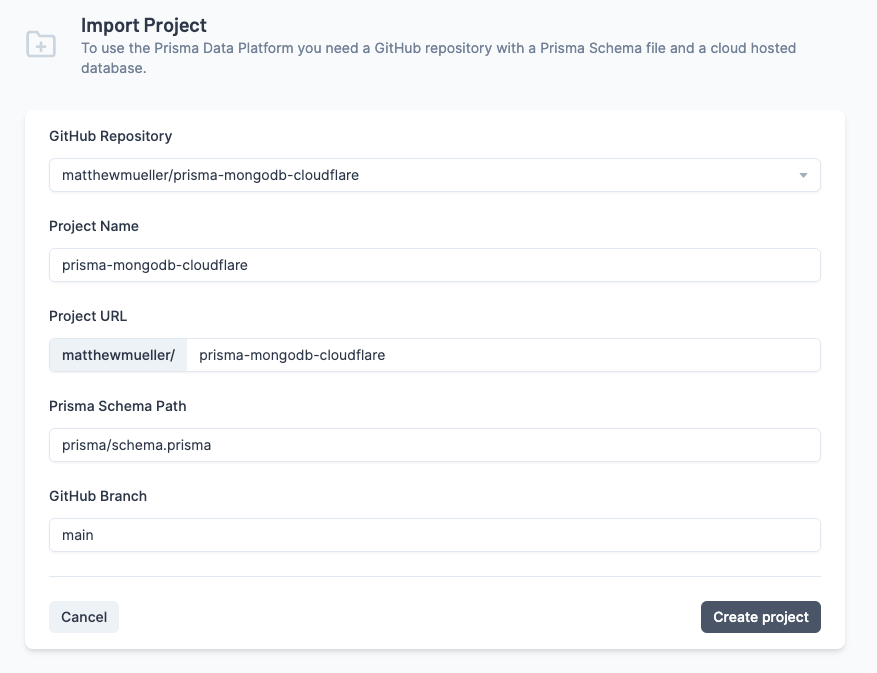 Import Project
To use the Prisma Data Platform you need a GitHub repository with a Prisma Schema file and a cloud hosted
database.
GitHub Repository
matthewmueller/prisma-mongodb-cloudflare
Project Name
prisma-mongodb-cloudflare
Project URL
matthewmueller/ prisma-mongodb-cloudflare
Prisma Schema Path
prisma/schema.prisma
GitHub Branch
main
Cancel Create project